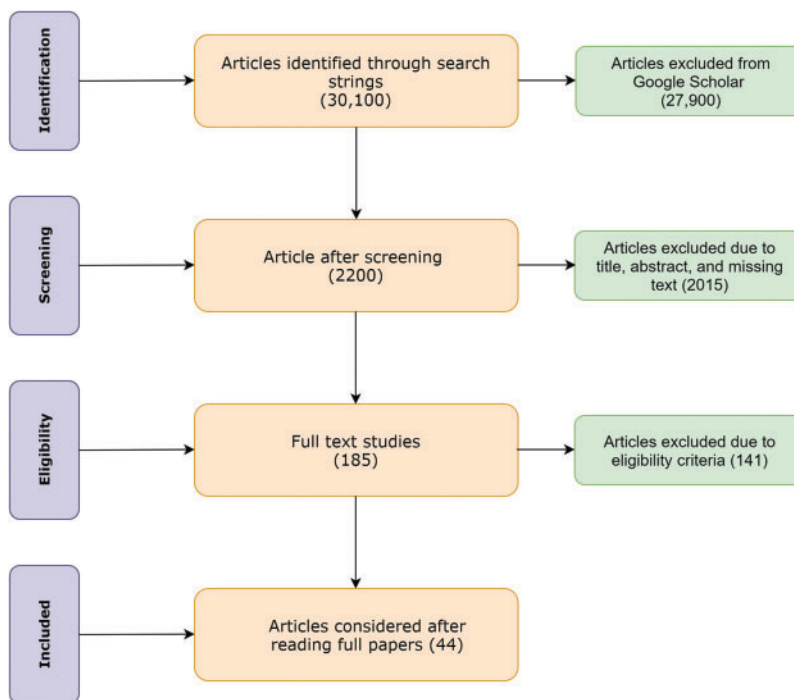 Identification
Articles identified through search
strings
(30,100)
Articles excluded from
Google Scholar
(27,900)
Screening
Article after screening
(2200)
Articles excluded due to
title, abstract, and missing
text (2015)
Eligibility
Full text studies
(185)
Articles excluded due to
eligibility criteria (141)
Included
Articles considered after
reading full papers (44)